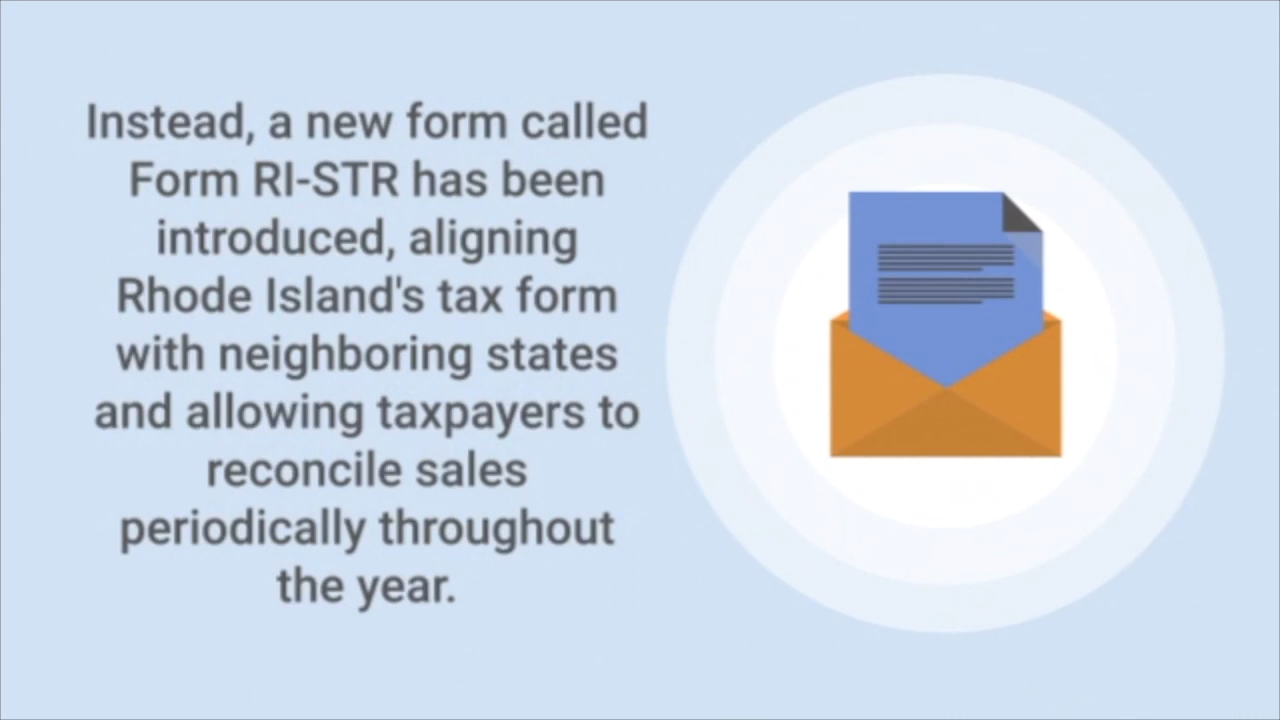 Instead, a new form called
Form RI-STR has been
introduced, aligning
Rhode Island's tax form
with neighboring states
and allowing taxpayers to
reconcile sales
periodically throughout
the year.